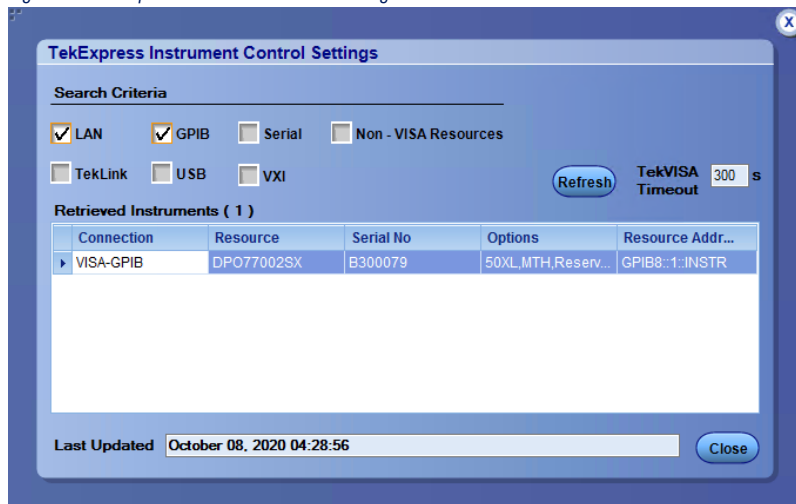 TekExpress Instrument Control Settings
Search Criteria
LAN GPIB Serial Non - VISA Resources
TekLink USB VXI
Refresh TekVISA Timeout 300 s
Retrieved Instruments ( 1 )
Connection Resource Serial No Options Resource Addr...
VISA-GPIB DPO77002SX B300079 50XL,MTH,Reserv... GPIB8::1::INSTR
Last Updated October 08, 2020 04:28:56 Close